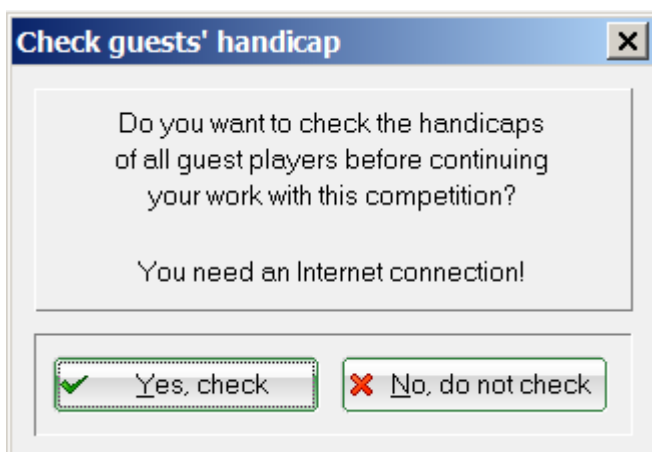 Check guests' handicap
Do you want to check the handicaps
of all guest players before continuing
your work with this competition?
You need an Internet connection!
Yes, check
No, do not check